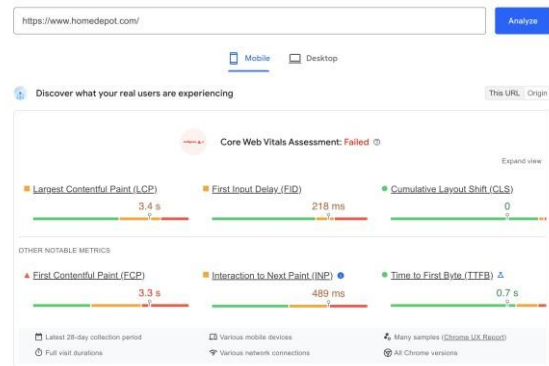 https://www.homedepot.com/
Analyze
Mobile
Desktop
Discover what your real users are experiencing
This URL
Origin
Core Web Vitals Assessment: Failed
Expand view
Largest Contentful Paint (LCP)
3.4 s
First Input Delay (FID)
218 ms
Cumulative Layout Shift (CLS)
0
OTHER NOTABLE METRICS
First Contentful Paint (FCP)
3.3 s
Interaction to Next Paint (INP)
489 ms
Time to First Byte (TTFB)
0.7 s
Latest 28-day collection period
Various mobile devices
Many samples (Chrome UX Report)
Full visit durations
Various network connections
All Chrome versions